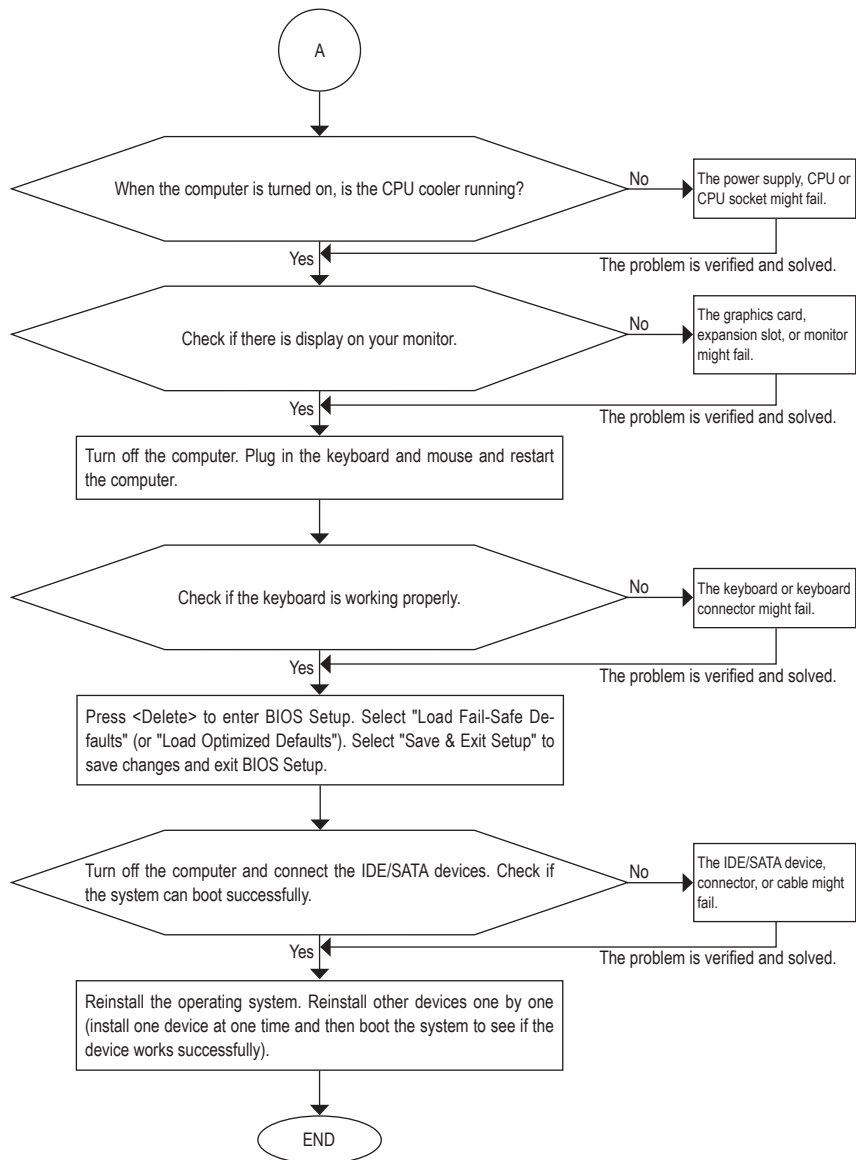 A
When the computer is turned on, is the CPU cooler running?
No
The power supply, CPU or
CPU socket might fail.
Yes
The problem is verified and solved.
Check if there is display on your monitor.
No
The graphics card,
expansion slot, or monitor
might fail.
Yes
The problem is verified and solved.
Turn off the computer. Plug in the keyboard and mouse and restart
the computer.
Check if the keyboard is working properly.
No
The keyboard or keyboard
connector might fail.
Yes
The problem is verified and solved.
Press <Delete> to enter BIOS Setup. Select "Load Fail-Safe De-
faults" (or "Load Optimized Defaults"). Select "Save & Exit Setup" to
save changes and exit BIOS Setup.
Turn off the computer and connect the IDE/SATA devices. Check if
the system can boot successfully.
No
The IDE/SATA device,
connector, or cable might
fail.
Yes
The problem is verified and solved.
Reinstall the operating system. Reinstall other devices one by one
(install one device at one time and then boot the system to see if the
device works successfully).
END